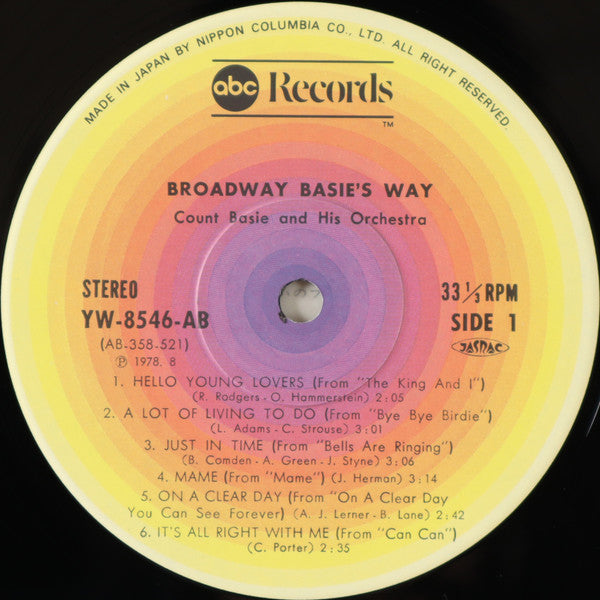 MADE IN JAPAN BY NIPPON COLUMBIA CO., LTD. ALL RIGHT RESERVED.
abc Records
TM
BROADWAY BASIE'S WAY
Count Basie and His Orchestra
STEREO
33 1/3 RPM
YW-8546-AB
SIDE 1
(AB-358-521)
JASRAC
Ⓟ 1978. 8
1. HELLO YOUNG LOVERS (From "The King And I")
(R. Rodgers - O. Hammerstein) 2:05
2. A LOT OF LIVING TO DO (From "Bye Bye Birdie")
(L. Adams - C. Strouse) 3:01
3. JUST IN TIME (From "Bells Are Ringing")
(B. Comden - A. Green - J. Styne) 3:06
4. MAME (From "Mame") (J. Herman) 3:14
5. ON A CLEAR DAY (From "On A Clear Day
You Can See Forever) (A. J. Lerner - B. Lane) 2:42
6. IT'S ALL RIGHT WITH ME (From "Can Can")
(C. Porter) 2:35